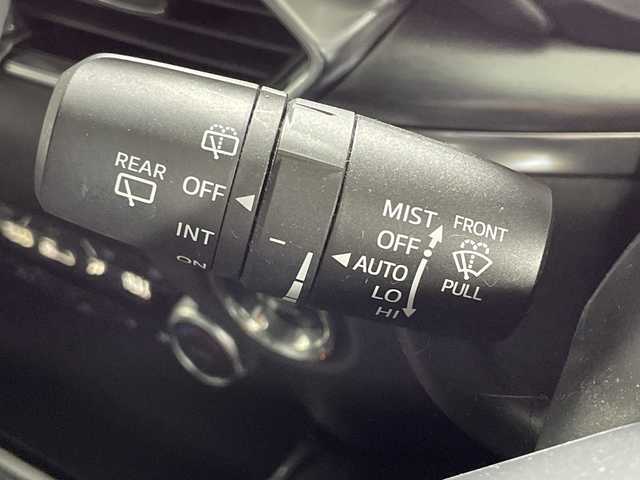 REAR
OFF
INT
ON
MIST
OFF
AUTO
LO
HI
FRONT
PULL